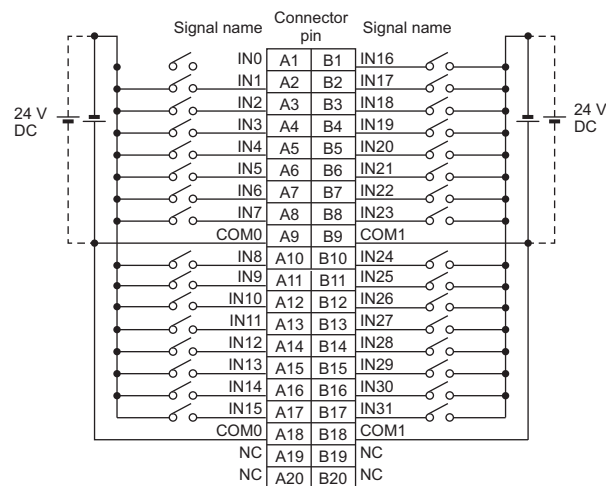 Signal name Connector pin Signal name
IN0 A1 B1 IN16
IN1 A2 B2 IN17
IN2 A3 B3 IN18
24 V DC IN3 A4 B4 IN19 24 V DC
IN4 A5 B5 IN20
IN5 A6 B6 IN21
IN6 A7 B7 IN22
IN7 A8 B8 IN23
COM0 A9 B9 COM1
IN8 A10 B10 IN24
IN9 A11 B11 IN25
IN10 A12 B12 IN26
IN11 A13 B13 IN27
IN12 A14 B14 IN28
IN13 A15 B15 IN29
IN14 A16 B16 IN30
IN15 A17 B17 IN31
COM0 A18 B18 COM1
NC A19 B19 NC
NC A20 B20 NC